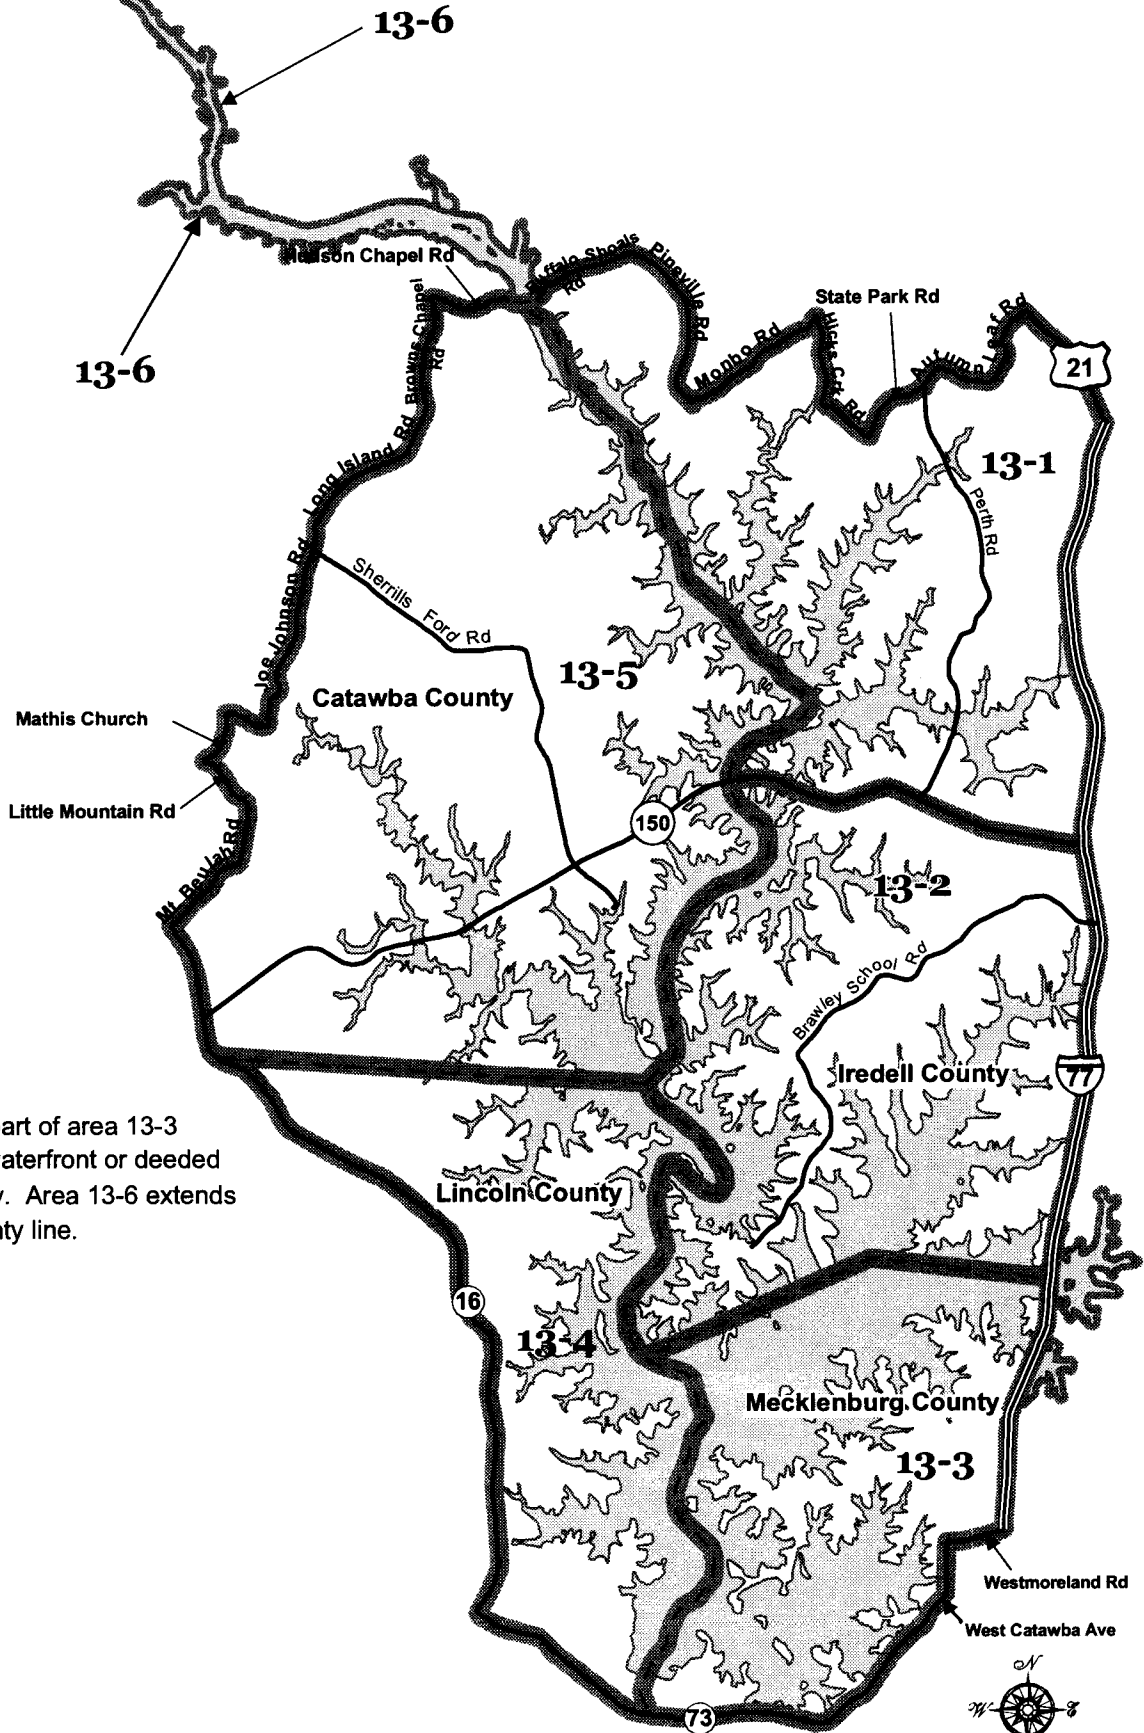 13-6
Hudson Chapel Rd
Buffalo Shoals Rd
Pineville Rd
State Park Rd
13-6
Browns Chapel Rd
Monbo Rd
Hicks Crk Rd
Autumn Leaf Rd
21
Long Island Rd
13-1
Perth Rd
Joe Johnson Rd
Sherrills Ford Rd
13-5
Catawba County
Mathis Church
Little Mountain Rd
150
Mt Beulah Rd
13-2
Brawley School Rd
Iredell County
77
art of area 13-3
aterfront or deeded
. Area 13-6 extends
ty line.
Lincoln County
16
13-4
Mecklenburg County
13-3
Westmoreland Rd
West Catawba Ave
N
W
E
73